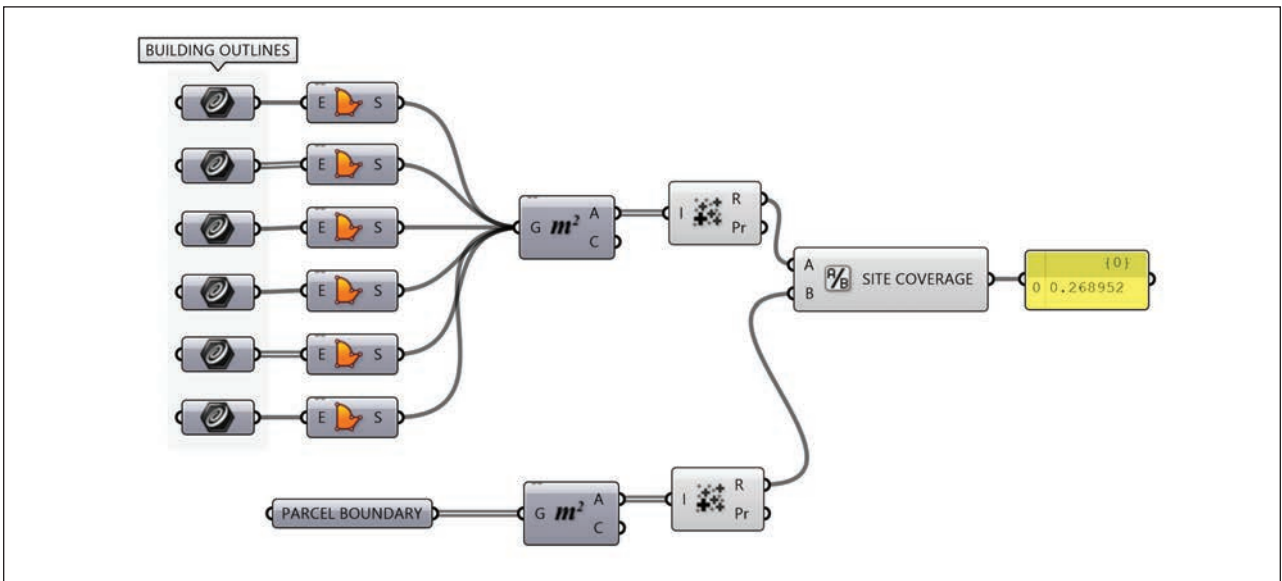 BUILDING OUTLINES
E S
E S
E S
E S
E S
E S
G m² A C
I R Pr
A B A/B SITE COVERAGE
{0}
0 0.268952
PARCEL BOUNDARY
G m² A C
I R Pr